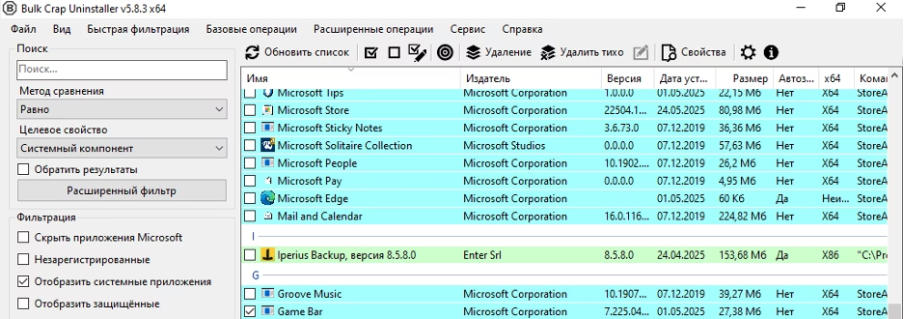 Bulk Crap Uninstaller v5.8.3 x64
Файл Вид Быстрая фильтрация Базовые операции Расширенные операции Сервис Справка
Поиск
Поиск...
Метод сравнения
Равно
Целевое свойство
Системный компонент
Обратить результаты
Расширенный фильтр
Фильтрация
Скрыть приложения Microsoft
Незарегистрированные
Отобразить системные приложения
Отобразить защищённые
Обновить список Удаление Удалить тихо Свойства
Имя Издатель Версия Дата уст... Размер Автоз... x64 Кома
Microsoft Tips Microsoft Corporation 1.0.0.0 01.05.2025 22,15 Мб Нет X64 StoreA
Microsoft Store Microsoft Corporation 22504.1... 24.05.2025 80,98 Мб Нет X64 StoreA
Microsoft Sticky Notes Microsoft Corporation 3.6.73.0 07.12.2019 36,36 Мб Нет X64 StoreA
Microsoft Solitaire Collection Microsoft Studios 0.0.0.0 07.12.2019 57,63 Мб Нет X64 StoreA
Microsoft People Microsoft Corporation 10.1902.... 07.12.2019 26,2 Мб Нет X64 StoreA
Microsoft Pay Microsoft Corporation 0.0.0.0 07.12.2019 4,95 Мб Нет X64 StoreA
Microsoft Edge Microsoft Corporation 01.05.2025 60 Кб Да Неи... StoreA
Mail and Calendar Microsoft Corporation 16.0.116... 07.12.2019 224,82 Мб Нет X64 StoreA
I
Iperius Backup, версия 8.5.8.0 Enter Srl 8.5.8.0 24.04.2025 153,68 Мб Да X86 "C:\Pr
G
Groove Music Microsoft Corporation 10.1907... 07.12.2019 39,27 Мб Нет X64 StoreA
Game Bar Microsoft Corporation 7.225.04... 01.05.2025 27,38 Мб Нет X64 StoreA